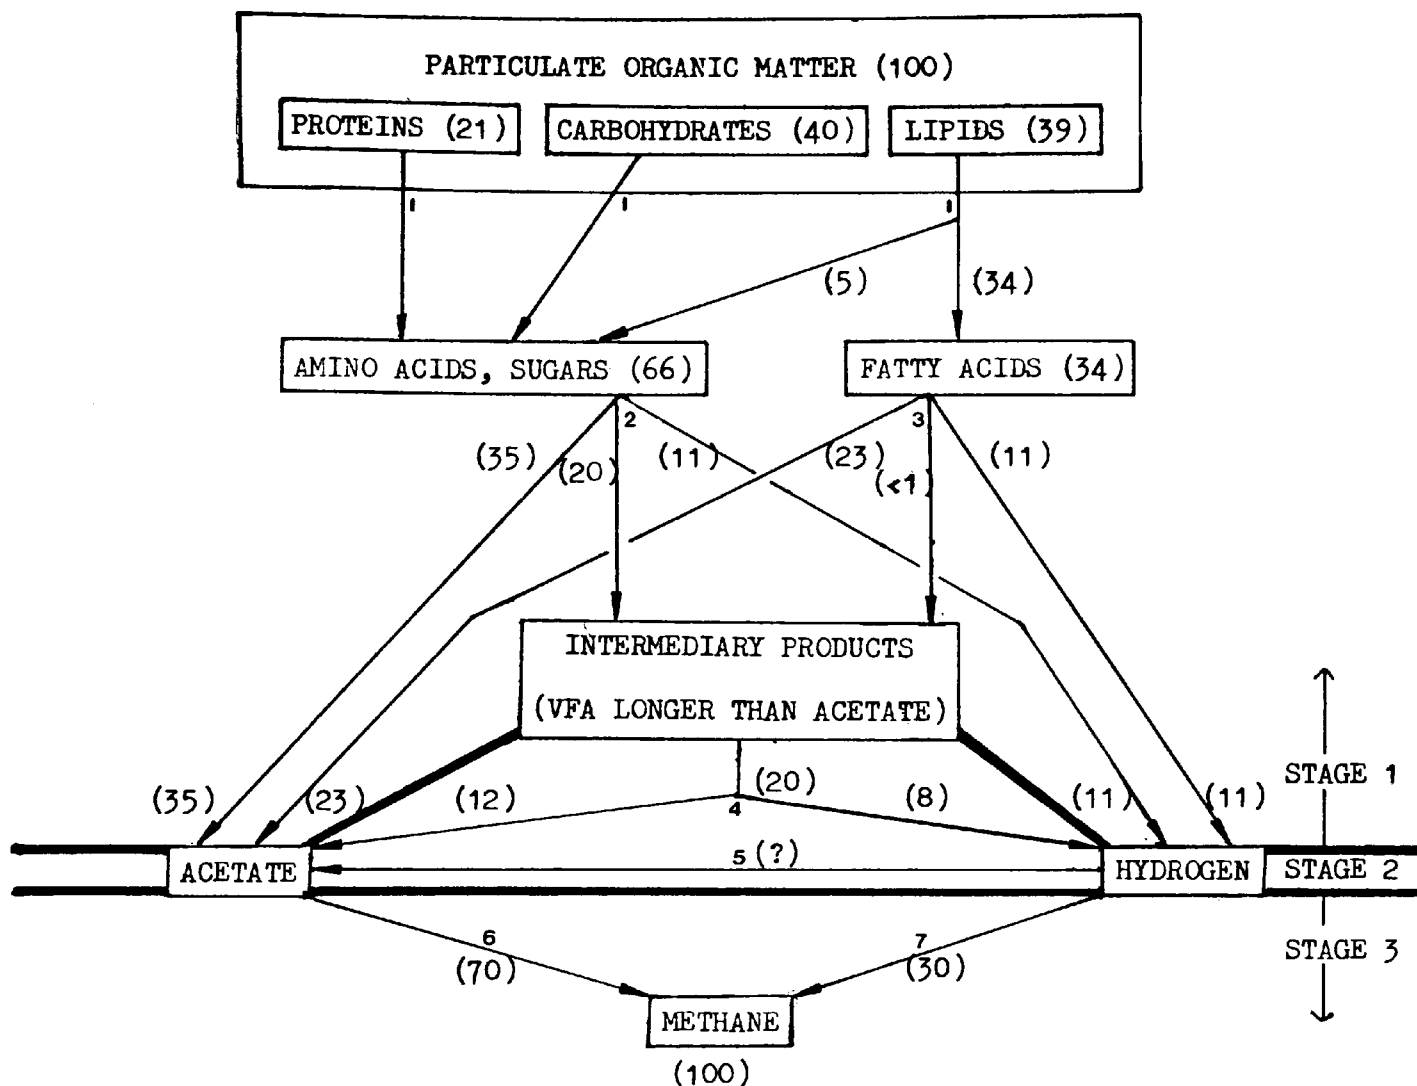 PARTICULATE ORGANIC MATTER (100)
PROTEINS (21) CARBOHYDRATES (40) LIPIDS (39)
1 1 1
(5) (34)
AMINO ACIDS, SUGARS (66) FATTY ACIDS (34)
2 3
(35) (20) (11) (23) (<1) (11)
INTERMEDIARY PRODUCTS
(VFA LONGER THAN ACETATE)
STAGE 1
(35) (23) (12) (20) (8) (11) (11)
4
5 (?)
ACETATE HYDROGEN STAGE 2
6 7
STAGE 3
(70) (30)
METHANE
(100)